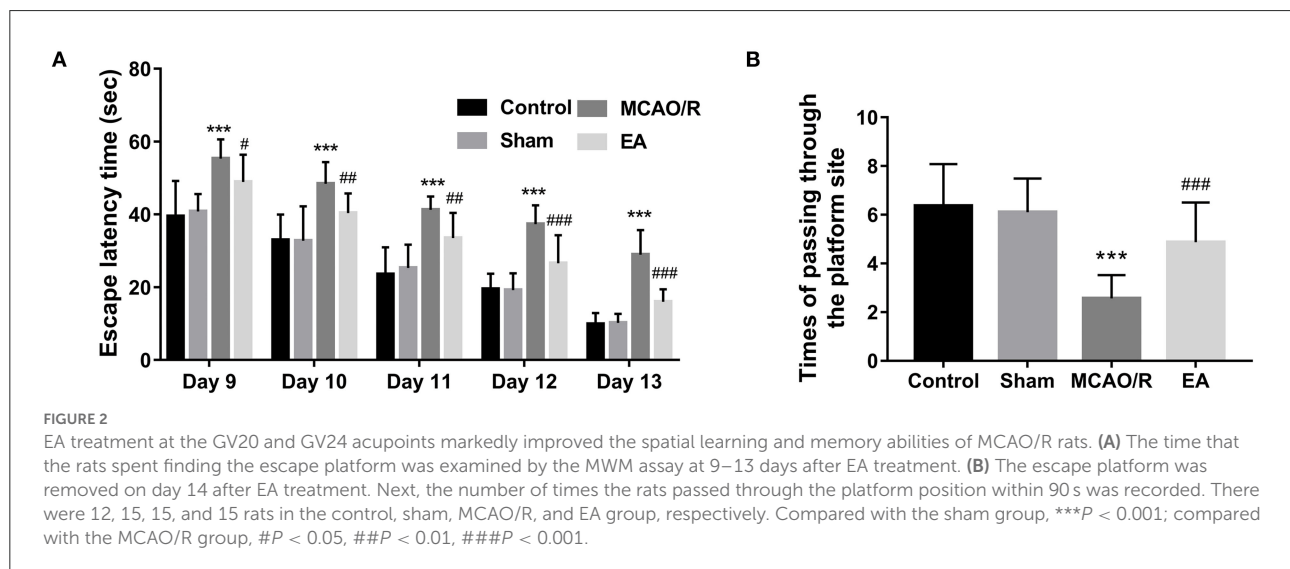 A
B
Escape latency time (sec)
80
60
40
20
0
Control
MCAO/R
Sham
EA
*** #
*** ##
*** ##
*** ###
*** ###
Day 9 Day 10 Day 11 Day 12 Day 13
Times of passing through
the platform site
10
8
6
4
2
0
***
###
Control Sham MCAO/R EA
FIGURE 2
EA treatment at the GV20 and GV24 acupoints markedly improved the spatial learning and memory abilities of MCAO/R rats. (A) The time that
the rats spent finding the escape platform was examined by the MWM assay at 9–13 days after EA treatment. (B) The escape platform was
removed on day 14 after EA treatment. Next, the number of times the rats passed through the platform position within 90 s was recorded. There
were 12, 15, 15, and 15 rats in the control, sham, MCAO/R, and EA group, respectively. Compared with the sham group, ***P < 0.001; compared
with the MCAO/R group, #P < 0.05, ##P < 0.01, ###P < 0.001.